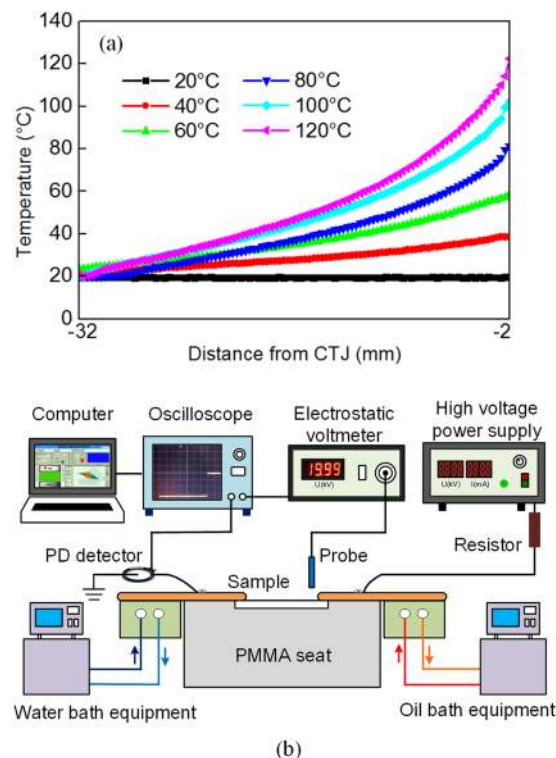 (a)
140
120
100
80
60
40
20
0
Temperature (°C)
20°C
40°C
60°C
80°C
100°C
120°C
-32
-2
Distance from CTJ (mm)
Computer
Oscilloscope
Electrostatic
voltmeter
High voltage
power supply
19.99
U(kV)
U(kV)
I(mA)
PD detector
Sample
Probe
Resistor
PMMA seat
Water bath equipment
Oil bath equipment
(b)